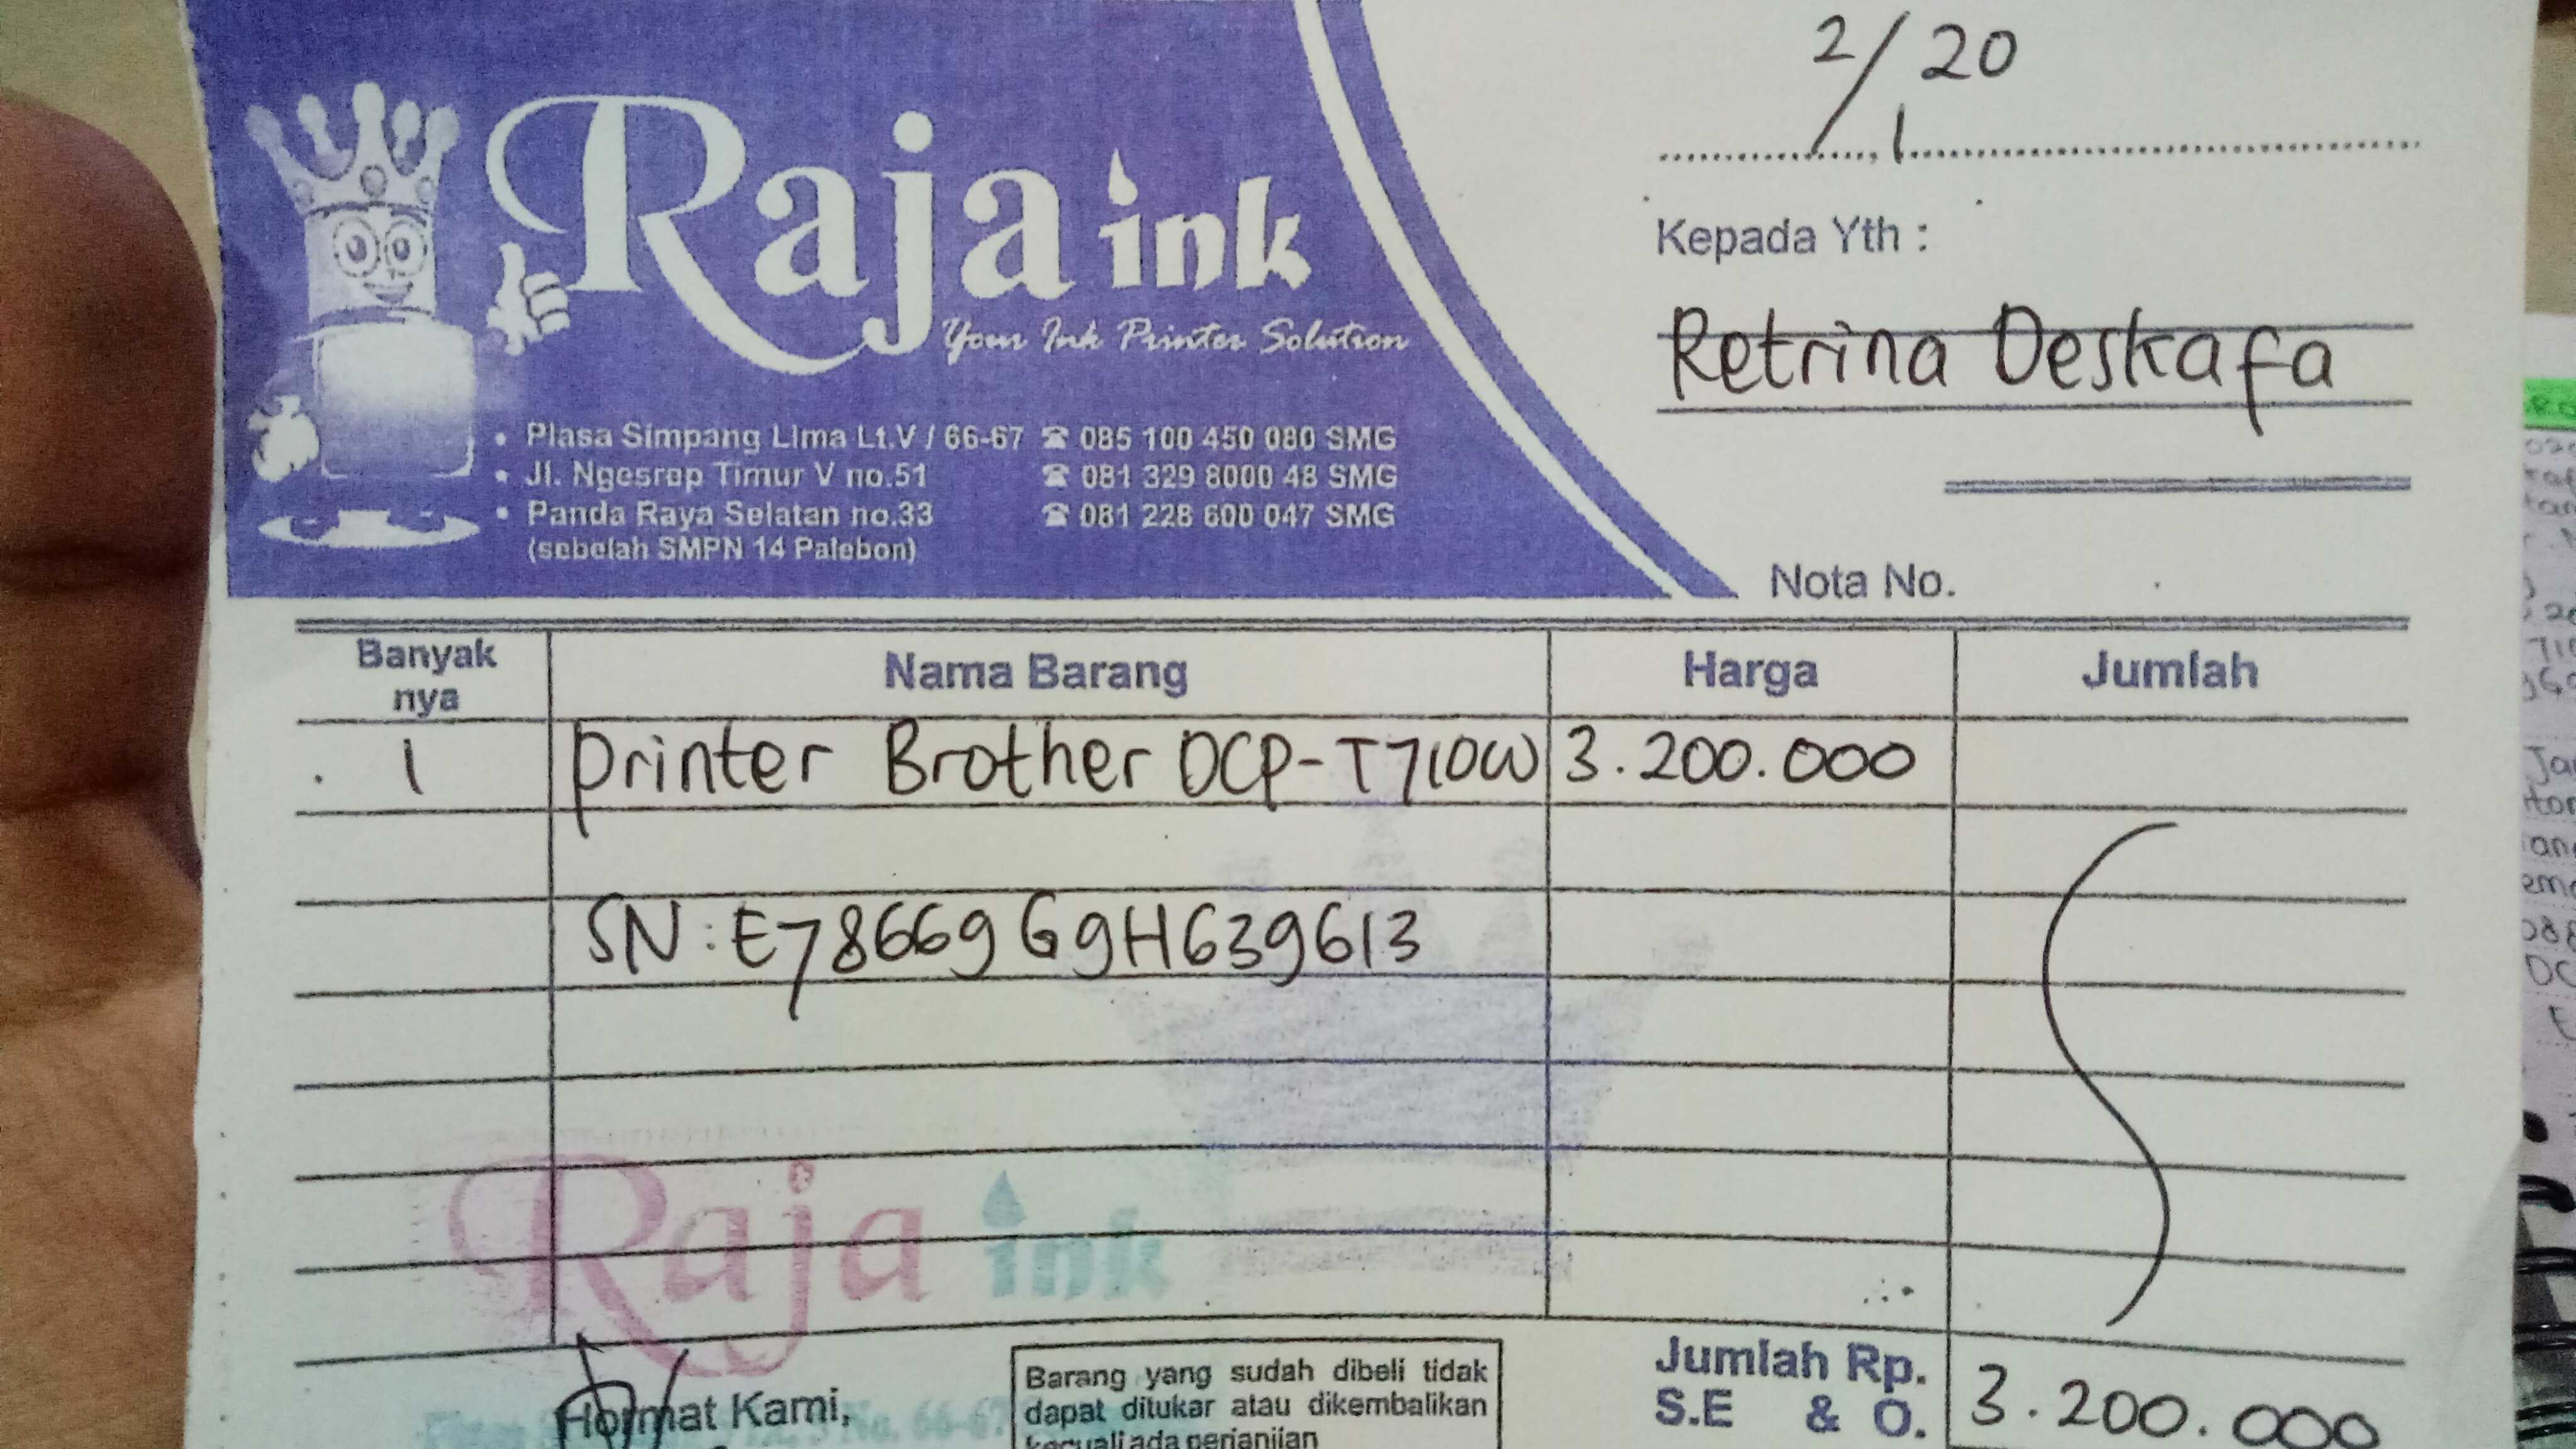 2/1 20
Raja ink
Your Ink Printer Solution
• Plasa Simpang Lima Lt.V / 66-67 ☎ 085 100 450 080 SMG
• Jl. Ngesrep Timur V no.51 ☎ 081 329 8000 48 SMG
• Panda Raya Selatan no.33 ☎ 081 228 600 047 SMG
(sebelah SMPN 14 Palebon)
Kepada Yth :
Retrina Deskafa
Nota No.
Banyak nya Nama Barang Harga Jumlah
1 Printer Brother DCP-T710W 3.200.000
SN: E78669G9H639613
Raja ink
Hormat Kami,
Barang yang sudah dibeli tidak
dapat ditukar atau dikembalikan
kecuali ada perjanjian
Jumlah Rp.
S.E & O.
3.200.000